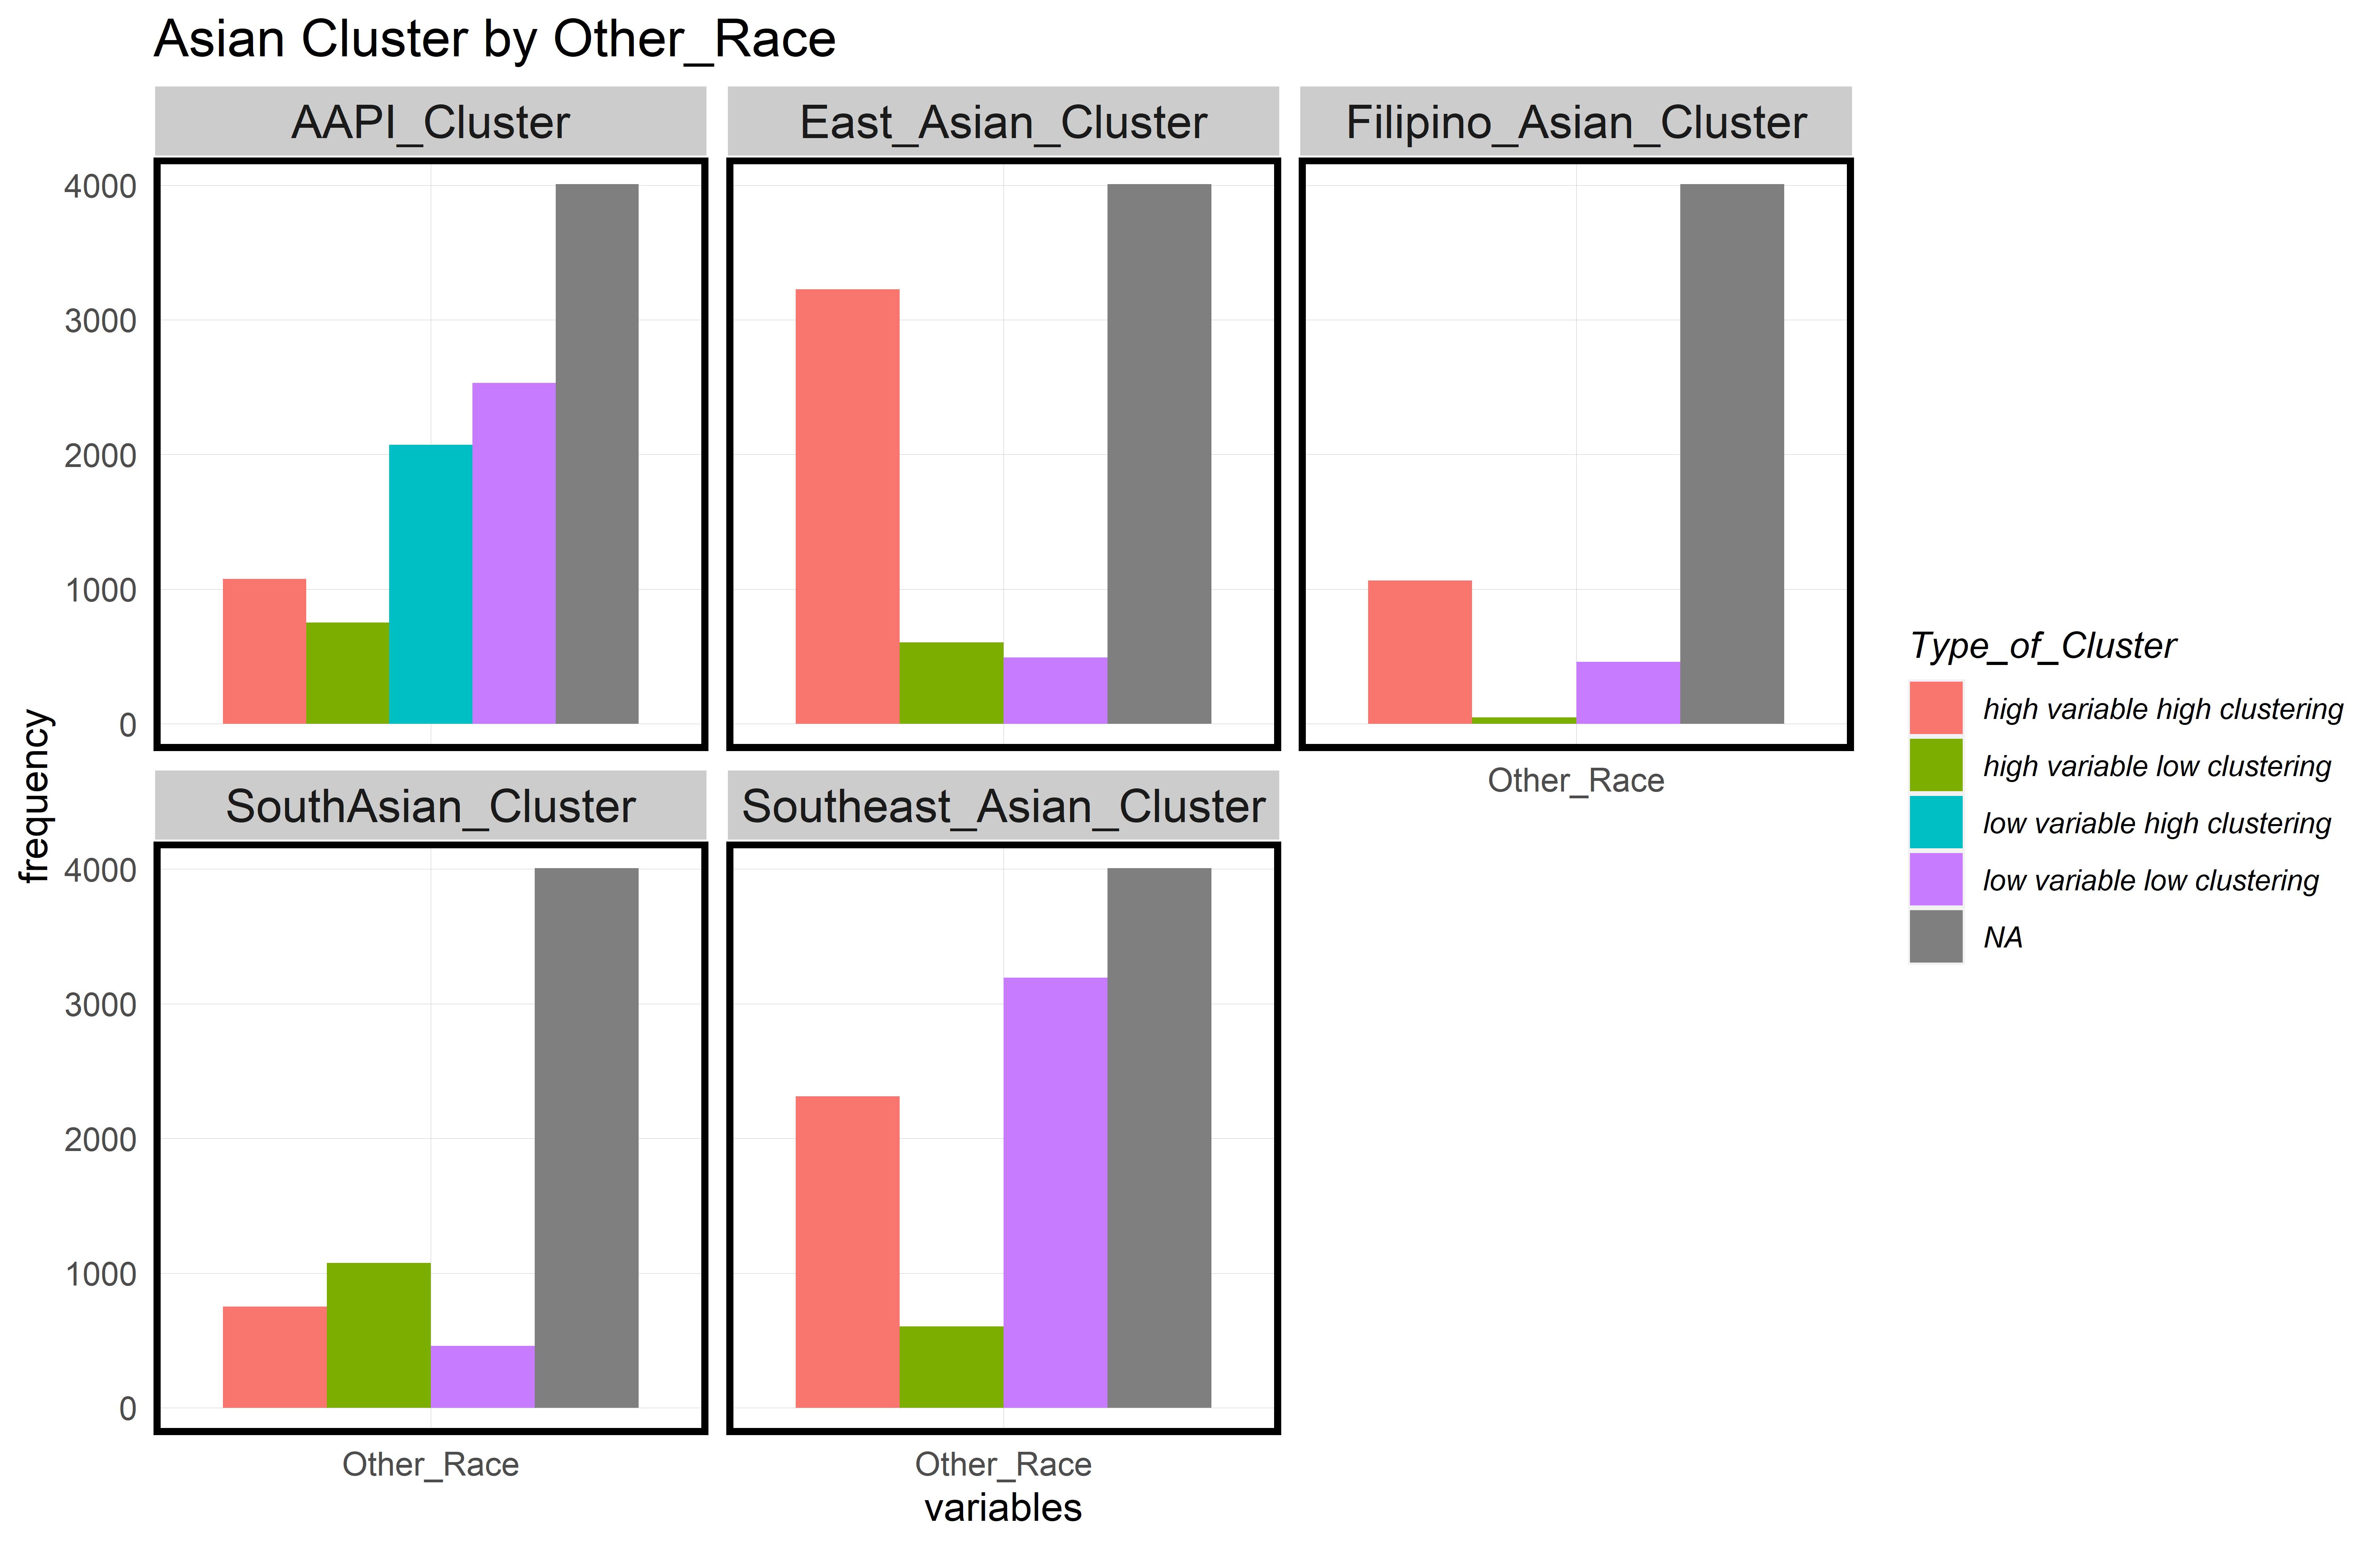 Asian Cluster by Other_Race
AAPI_Cluster
East_Asian_Cluster
Filipino_Asian_Cluster
4000
3000
2000
1000
0
Other_Race
SouthAsian_Cluster
Southeast_Asian_Cluster
4000
3000
2000
1000
0
Other_Race
Other_Race
variables
frequency
Type_of_Cluster
high variable high clustering
high variable low clustering
low variable high clustering
low variable low clustering
NA